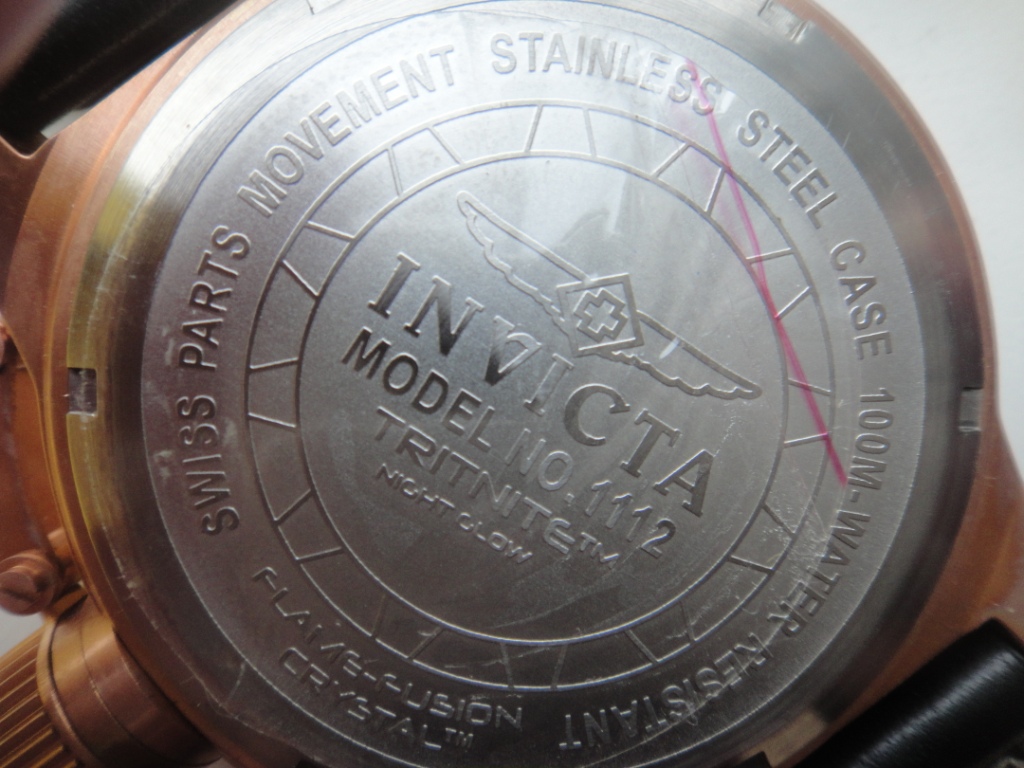 SWISS PARTS MOVEMENT STAINLESS STEEL CASE 100M-WATER RESISTANT
INVICTA
MODEL NO. 1112
TRITNITE™
NIGHT GLOW
FLAME-FUSION
CRYSTAL™